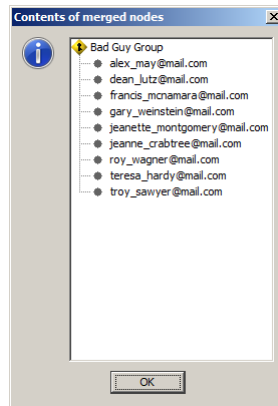 Contents of merged nodes
Bad Guy Group
alex_may@mail.com
dean_lutz@mail.com
francis_mcnamara@mail.com
gary_weinstein@mail.com
jeanette_montgomery@mail.com
jeanne_crabtree@mail.com
roy_wagner@mail.com
teresa_hardy@mail.com
troy_sawyer@mail.com
OK